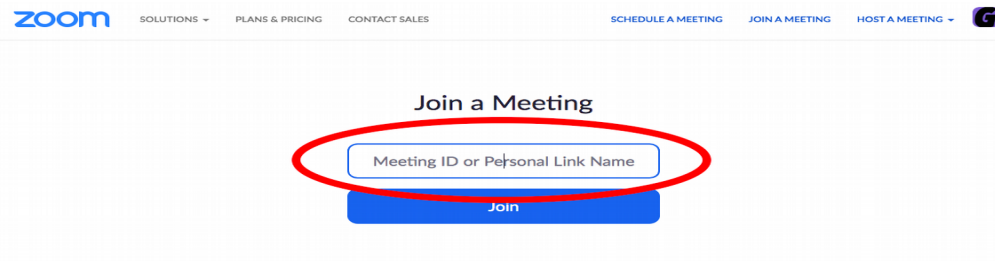 zoom SOLUTIONS PLANS & PRICING CONTACT SALES SCHEDULE A MEETING JOIN A MEETING HOST A MEETING
Join a Meeting
Meeting ID or Personal Link Name
Join